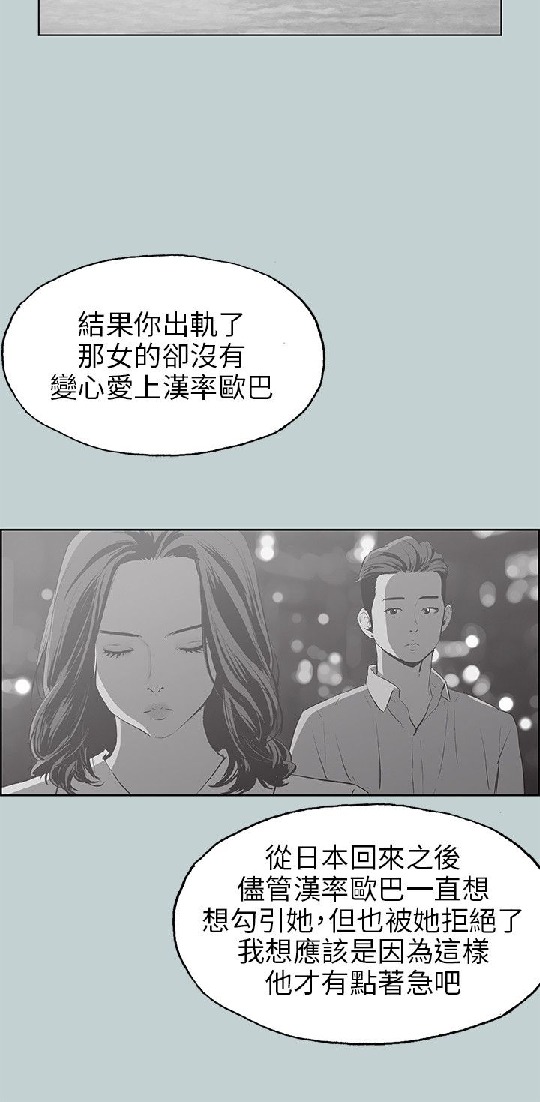 結果你出軌了
那女的卻沒有
變心愛上漢率歐巴
從日本回來之後
儘管漢率歐巴一直想
想勾引她,但也被她拒絕了
我想應該是因為這樣
他才有點著急吧